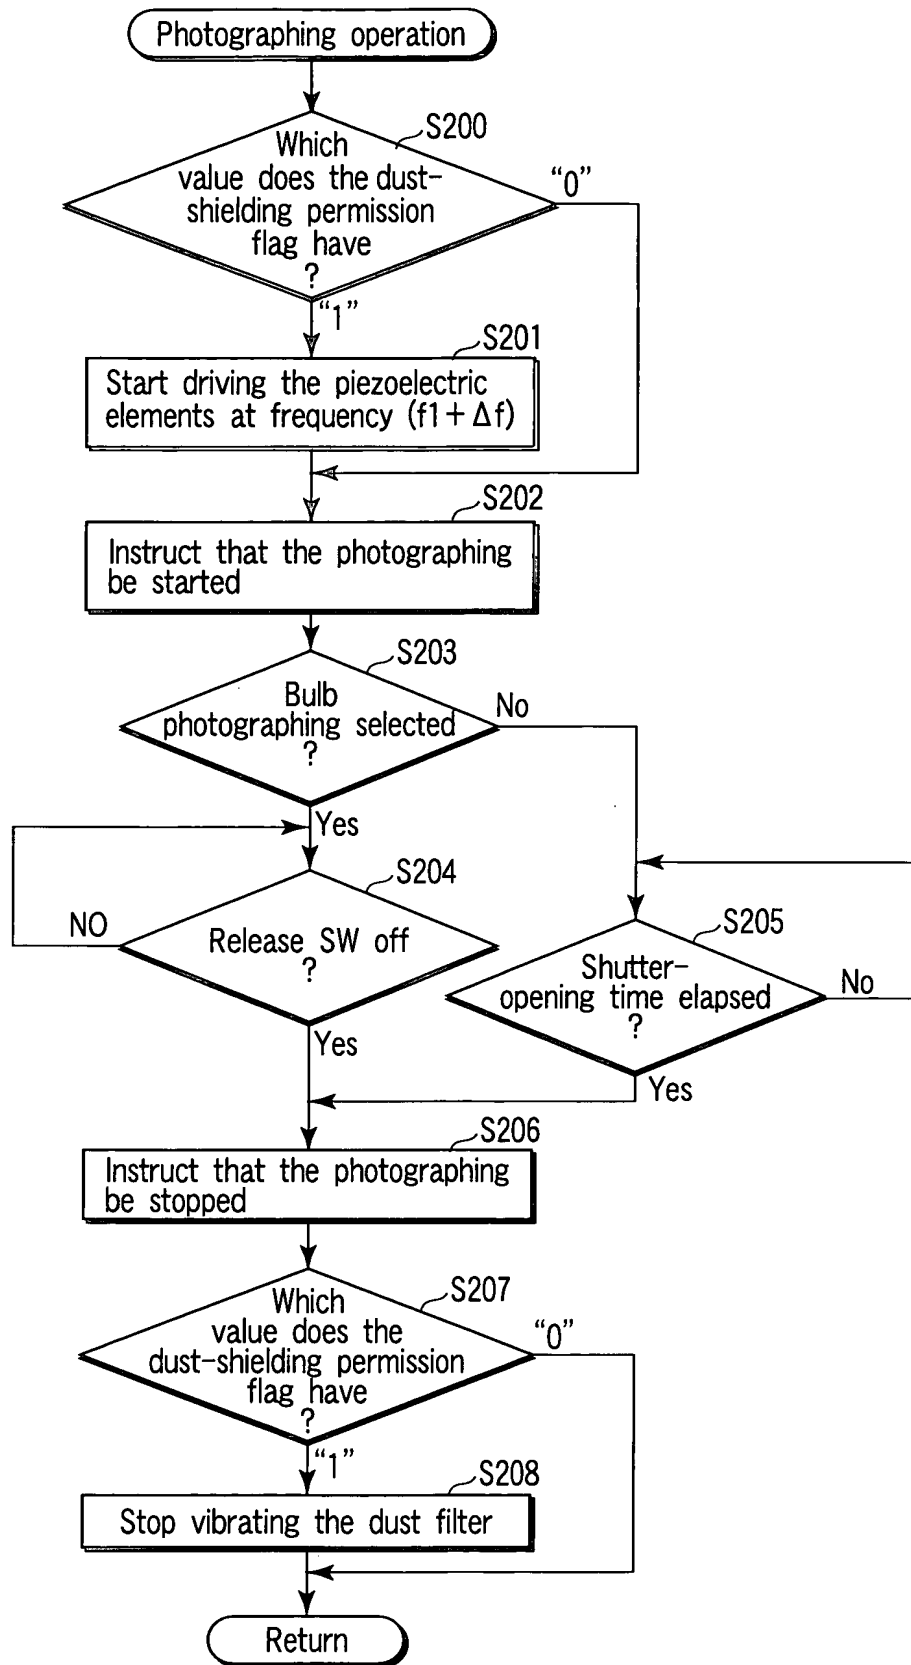 Photographing operation
S200
Which
value does the dust-
shielding permission
flag have
?
"0"
"1"
S201
Start driving the piezoelectric
elements at frequency (f1+Δf)
S202
Instruct that the photographing
be started
S203
Bulb
photographing selected
?
No
Yes
S204
NO
Release SW off
?
S205
Shutter-
opening time elapsed
?
No
Yes
Yes
S206
Instruct that the photographing
be stopped
S207
Which
value does the
dust-shielding permission
flag have
?
"0"
"1"
S208
Stop vibrating the dust filter
Return